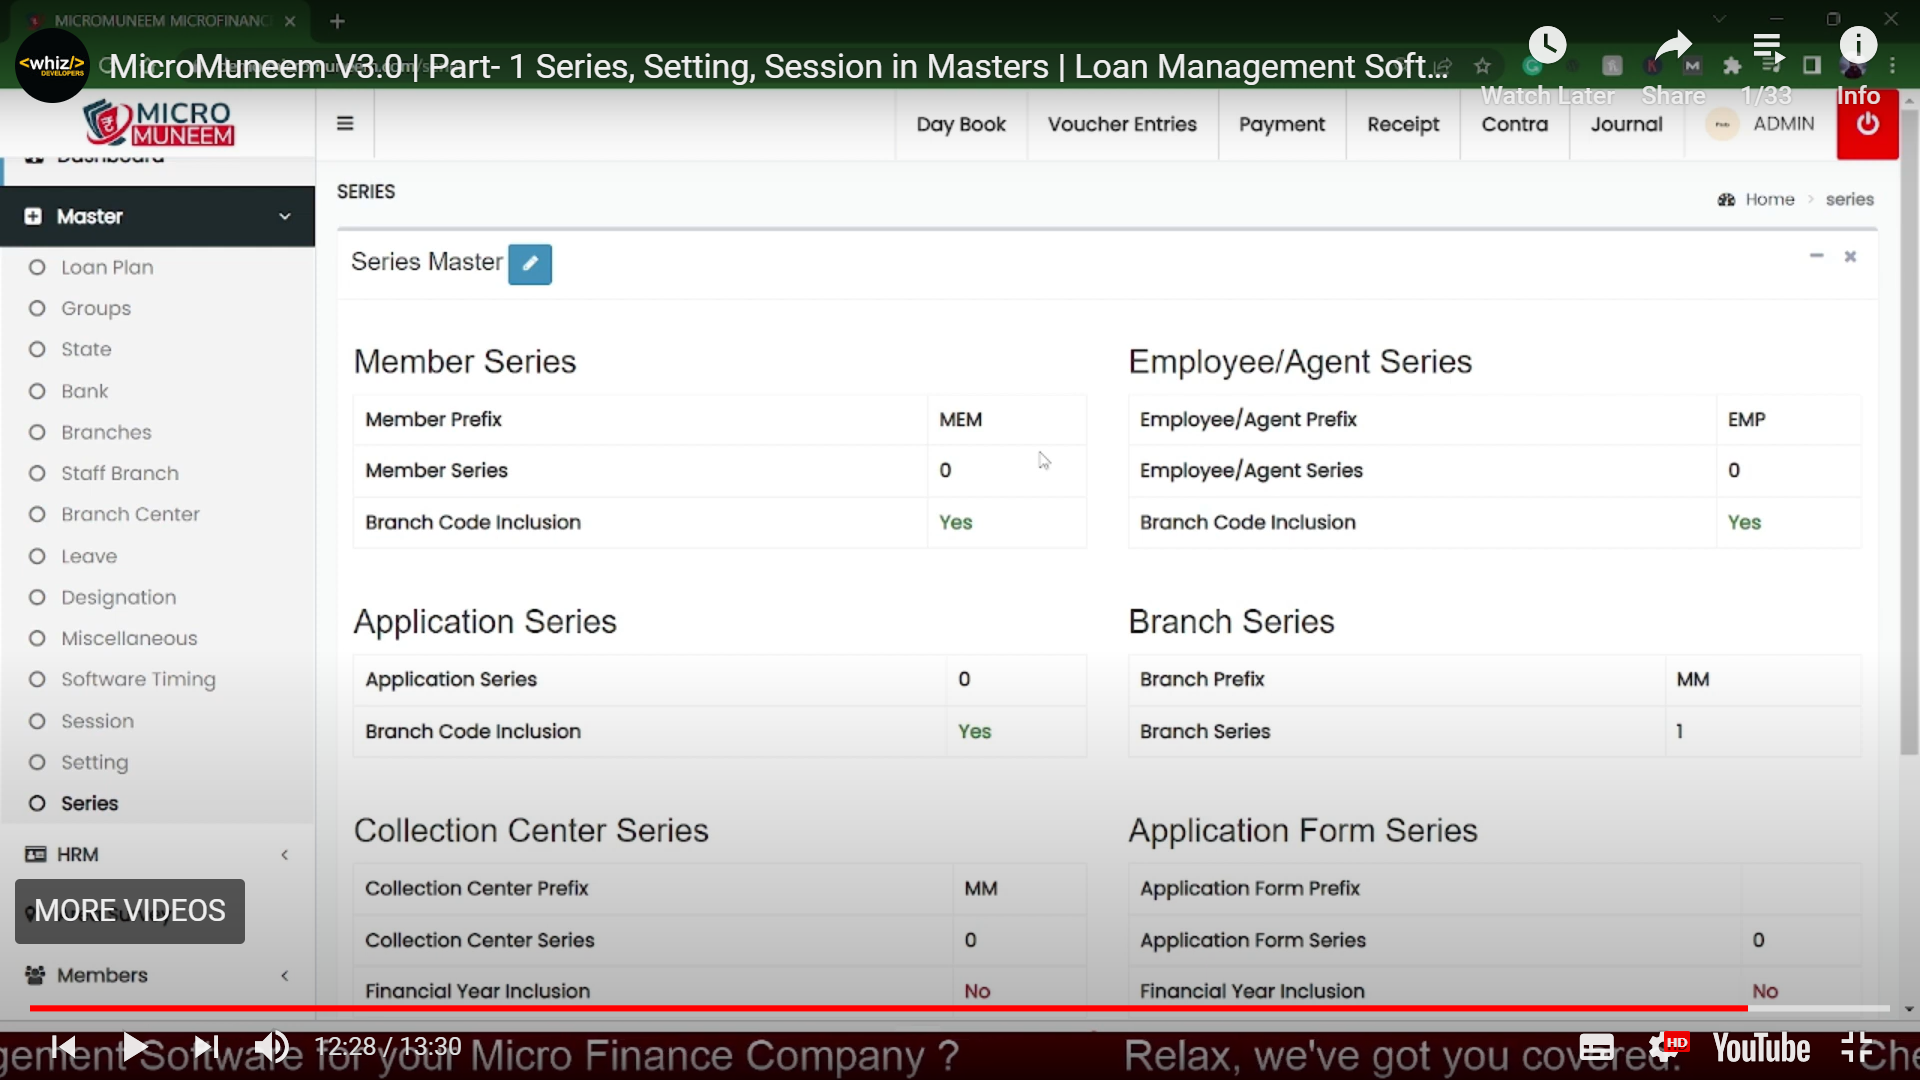 MICROMUNEEM MICROFINANC
<whiz/>
DEVELOPERS
MicroMuneem V3.0 | Part- 1 Series, Setting, Session in Masters | Loan Management Soft...
Watch Later
Share
1/33
Info
MICRO
MUNEEM
Day Book
Voucher Entries
Payment
Receipt
Contra
Journal
ADMIN
Dashboard
Master
Loan Plan
Groups
State
Bank
Branches
Staff Branch
Branch Center
Leave
Designation
Miscellaneous
Software Timing
Session
Setting
Series
HRM
MORE VIDEOS
Members
SERIES
Home > series
Series Master
Member Series
Member Prefix MEM
Member Series 0
Branch Code Inclusion Yes
Employee/Agent Series
Employee/Agent Prefix EMP
Employee/Agent Series 0
Branch Code Inclusion Yes
Application Series
Application Series 0
Branch Code Inclusion Yes
Branch Series
Branch Prefix MM
Branch Series 1
Collection Center Series
Collection Center Prefix MM
Collection Center Series 0
Financial Year Inclusion No
Application Form Series
Application Form Prefix
Application Form Series 0
Financial Year Inclusion No
12:28 / 13:30
HD
YouTube
gement Software for your Micro Finance Company ? Relax, we've got you covered. Che